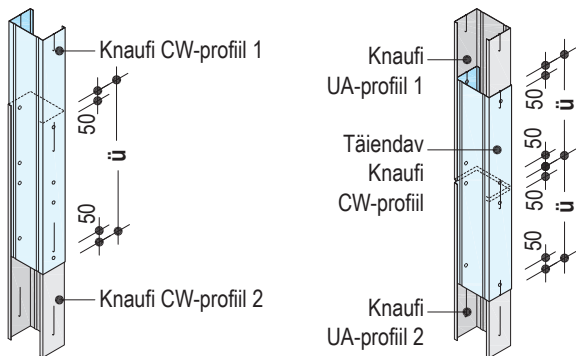 Knaufi CW-profiil 1
50
ü
50
Knaufi CW-profiil 2
Knaufi
UA-profiil 1
50
ü
Täiendav
Knaufi
CW-profiil
50
50
ü
50
Knaufi
UA-profiil 2